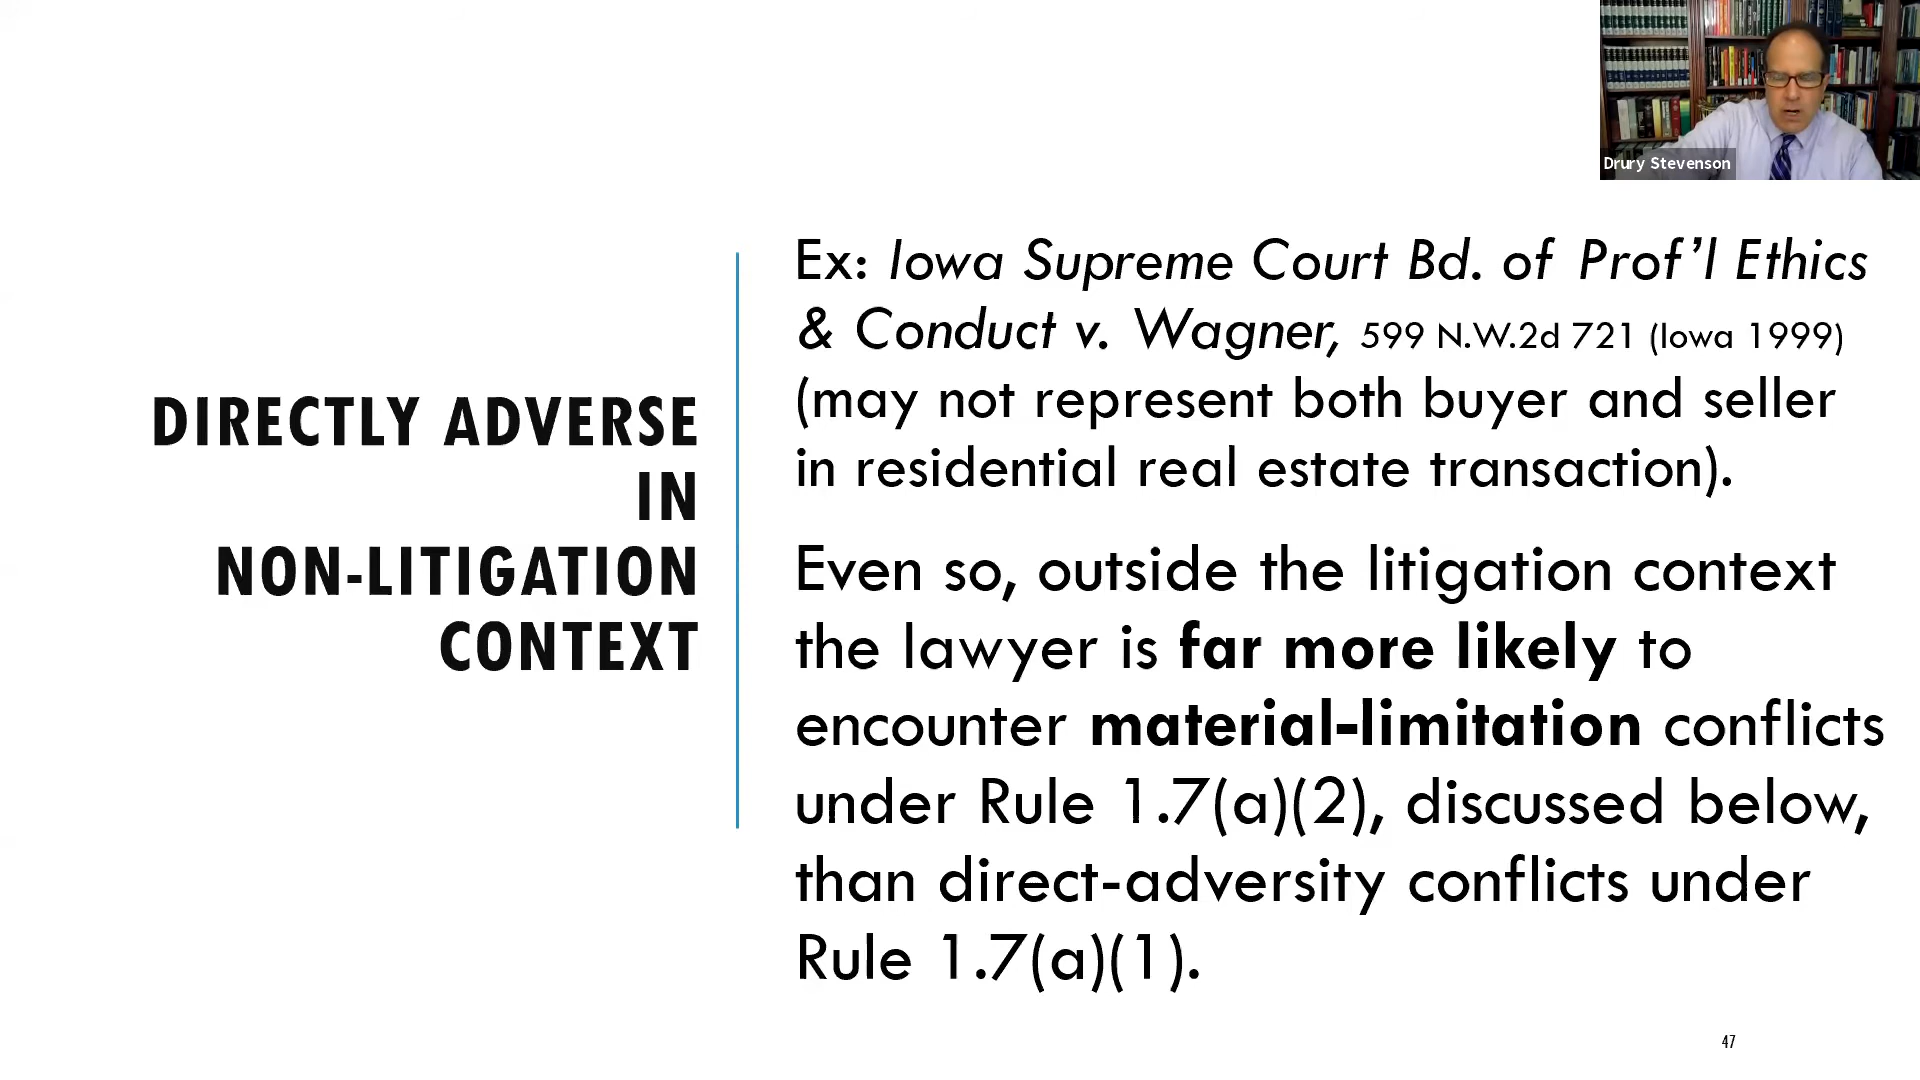 Drury Stevenson
DIRECTLY ADVERSE
IN
NON-LITIGATION
CONTEXT
Ex: Iowa Supreme Court Bd. of Prof’l Ethics
& Conduct v. Wagner, 599 N.W.2d 721 (Iowa 1999)
(may not represent both buyer and seller
in residential real estate transaction).
Even so, outside the litigation context
the lawyer is far more likely to
encounter material-limitation conflicts
under Rule 1.7(a)(2), discussed below,
than direct-adversity conflicts under
Rule 1.7(a)(1).
47